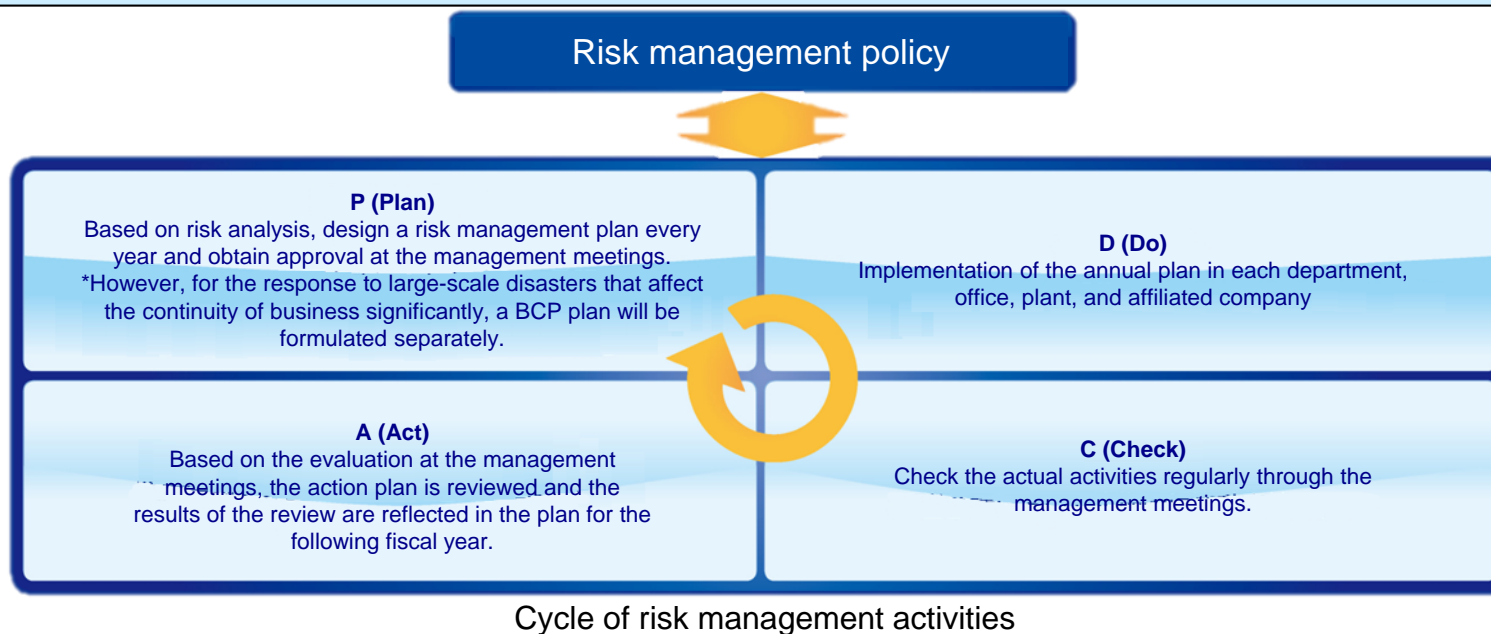 Risk management policy
P (Plan)
Based on risk analysis, design a risk management plan every
year and obtain approval at the management meetings.
*However, for the response to large-scale disasters that affect
the continuity of business significantly, a BCP plan will be
formulated separately.
D (Do)
Implementation of the annual plan in each department,
office, plant, and affiliated company
A (Act)
Based on the evaluation at the management
meetings, the action plan is reviewed and the
results of the review are reflected in the plan for the
following fiscal year.
C (Check)
Check the actual activities regularly through the
management meetings.
Cycle of risk management activities